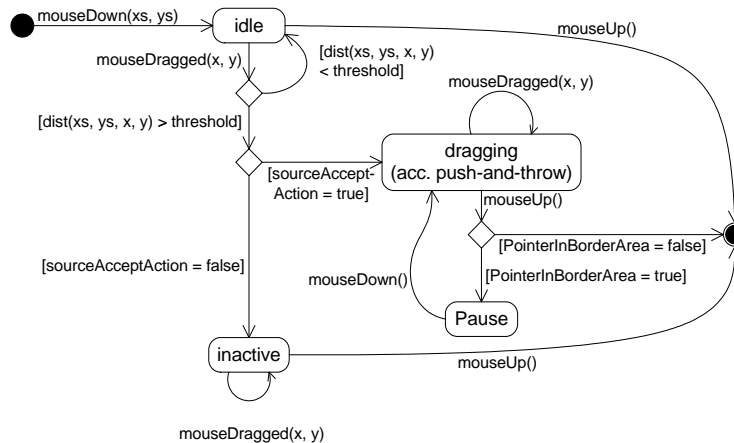 mouseDown(xs, ys)
idle
mouseUp()
[dist(xs, ys, x, y)
< threshold]
mouseDragged(x, y)
mouseDragged(x, y)
[dist(xs, ys, x, y) > threshold]
dragging
(acc. push-and-throw)
[sourceAccept-
Action = true]
mouseUp()
[PointerInBorderArea = false]
[sourceAcceptAction = false]
mouseDown()
[PointerInBorderArea = true]
Pause
inactive
mouseUp()
mouseDragged(x, y)